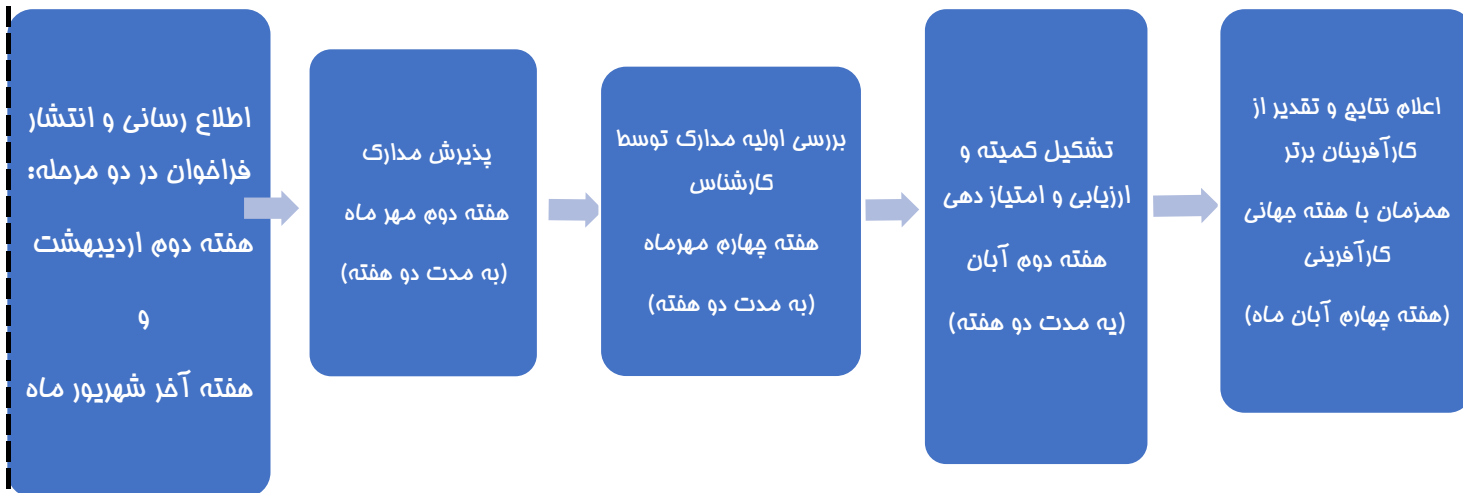 اطلاع رسانی و انتشار
فراخوان در دو مرحله:
هفته دوم اردیبهشت
و
هفته آخر شهریور ماه
پذیرش مدارک
هفته دوم مهر ماه
(به مدت دو هفته)
بررسی اولیه مدارک توسط
کارشناس
هفته چهارم مهرماه
(به مدت دو هفته)
تشکیل کمیته و
ارزیابی و امتیاز دهی
هفته دوم آبان
(یه مدت دو هفته)
اعلام نتایج و تقدیر از
کارآفرینان برتر
همزمان با هفته جهانی
کارآفرینی
(هفته چهارم آبان ماه)